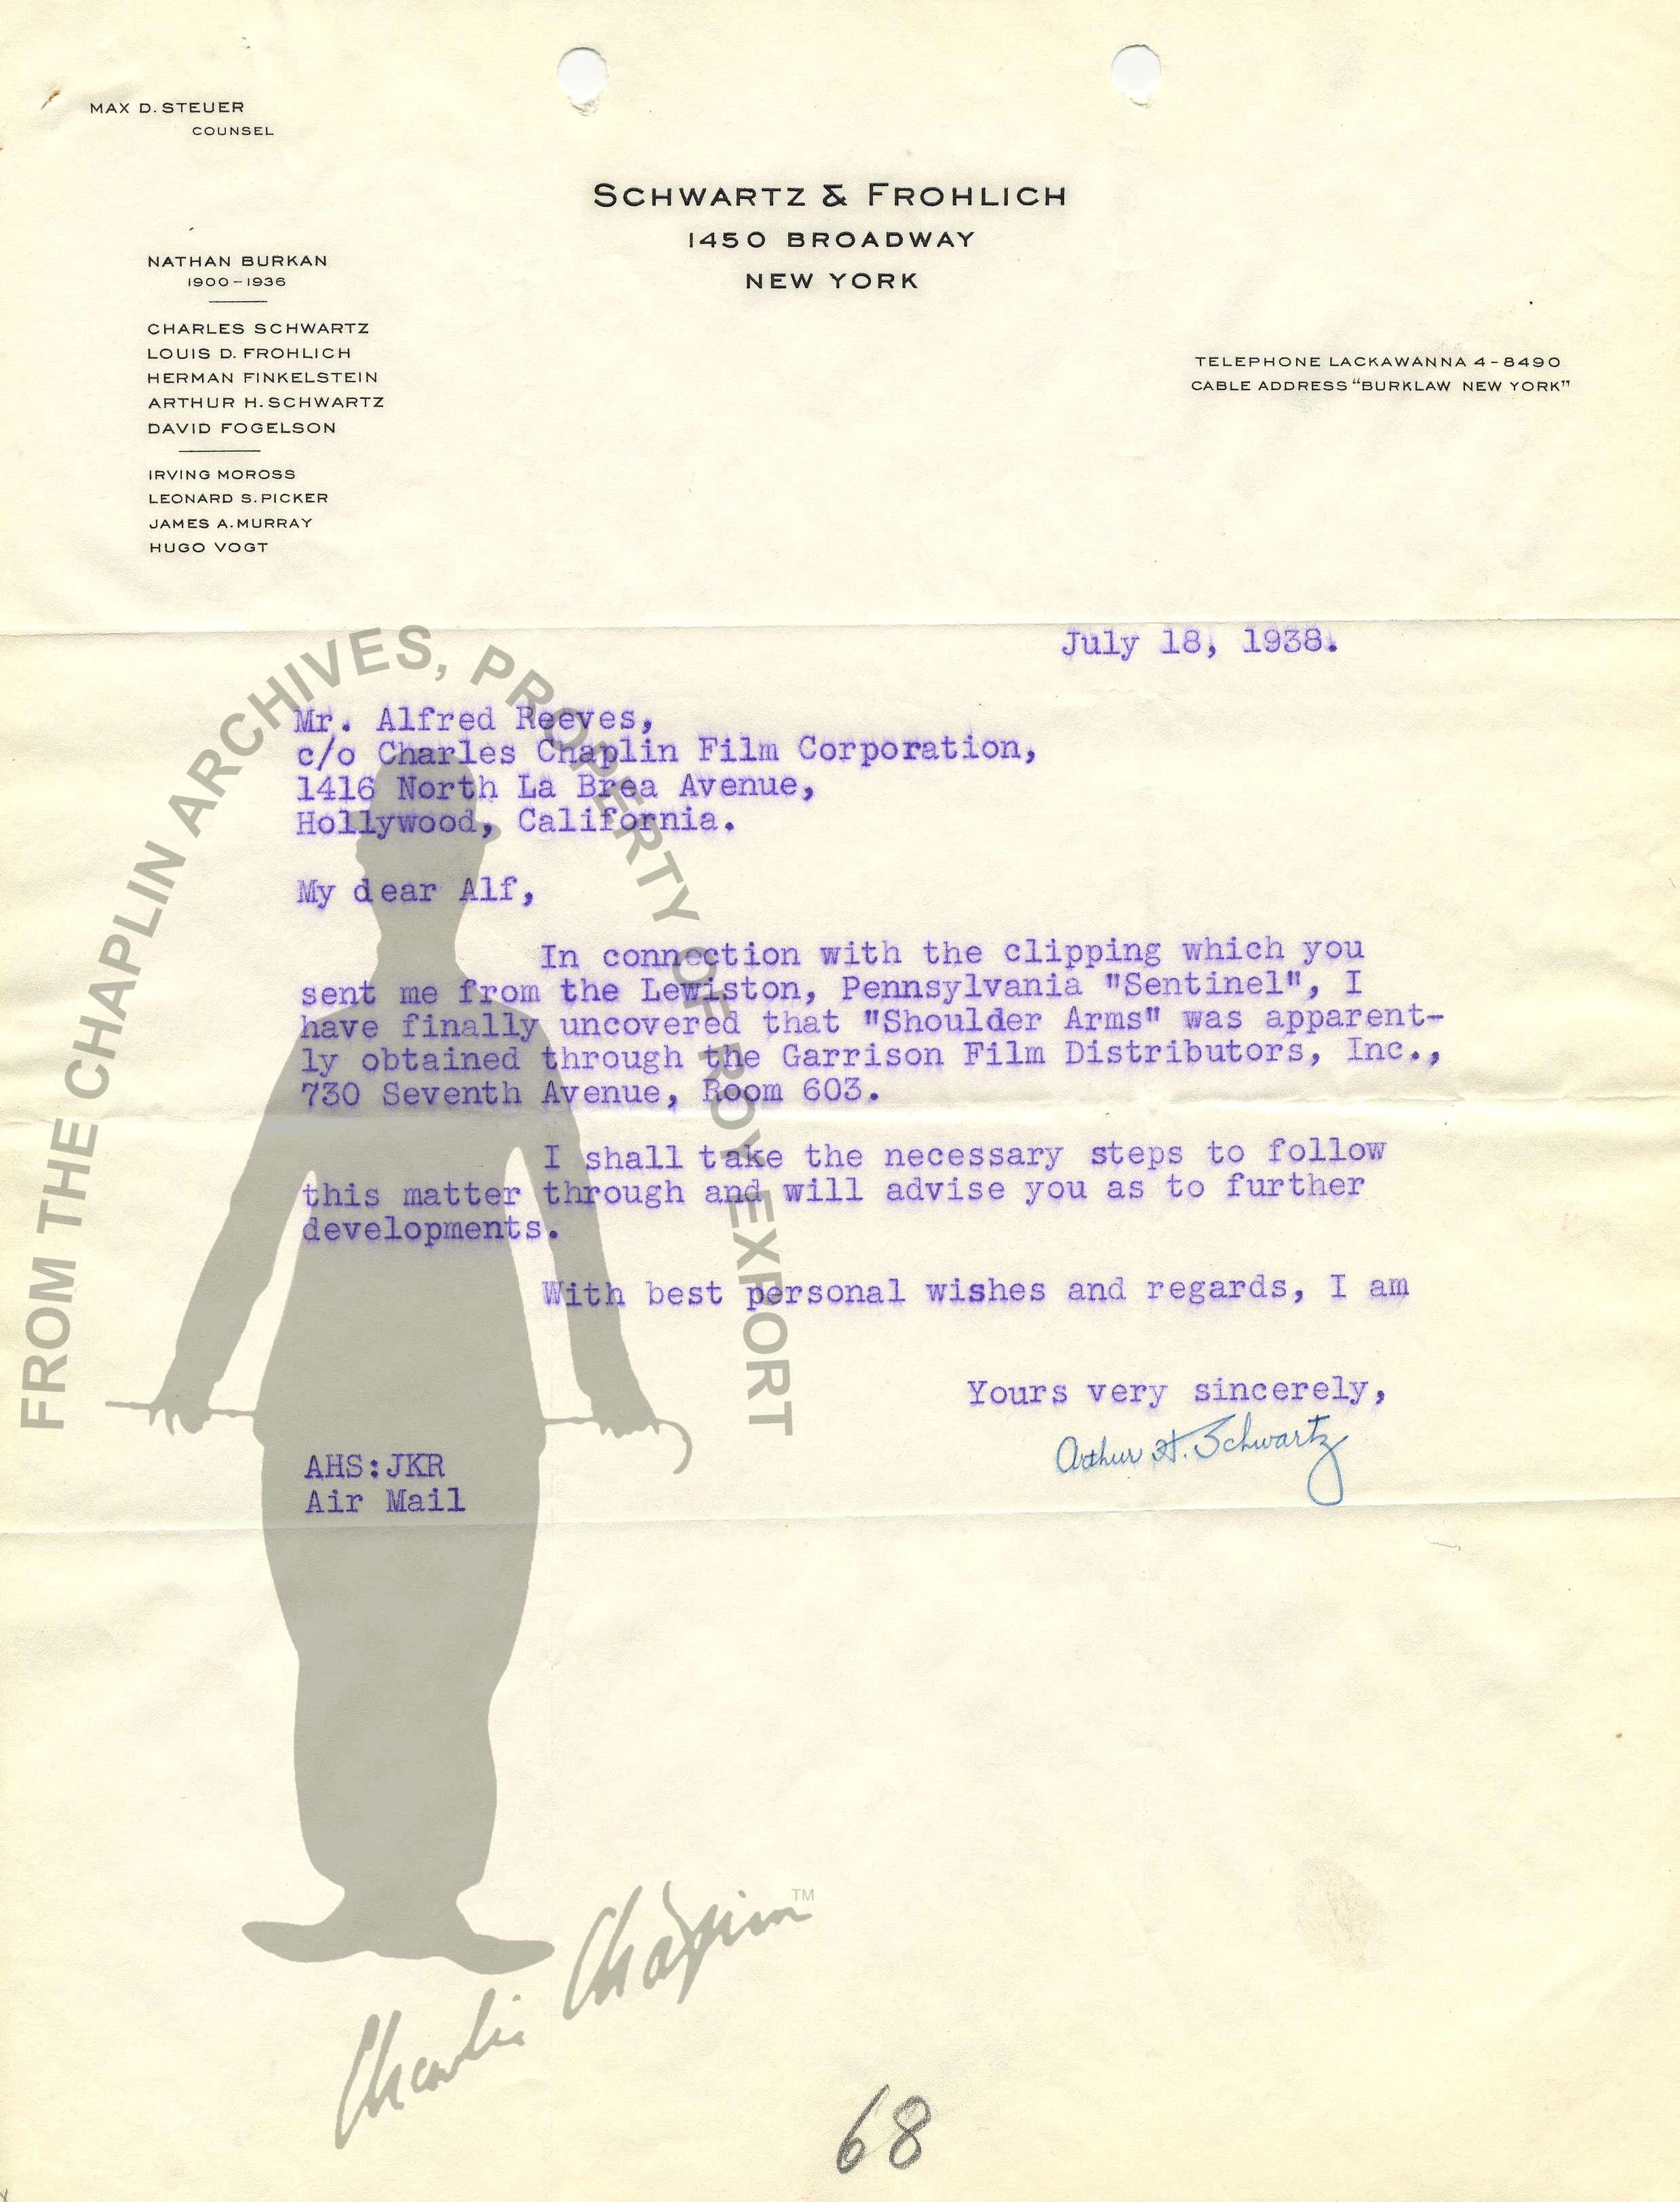 MAX D. STEUER
COUNSEL
SCHWARTZ & FROHLICH
1450 BROADWAY
NEW YORK
NATHAN BURKAN
1900-1936
CHARLES SCHWARTZ
LOUIS D. FROHLICH
HERMAN FINKELSTEIN
ARTHUR H. SCHWARTZ
DAVID FOGELSON
IRVING MOROSS
LEONARD S. PICKER
JAMES A. MURRAY
HUGO VOGT
TELEPHONE LACKAWANNA 4-8490
CABLE ADDRESS "BURKLAW NEW YORK"
July 18, 1938.
Mr. Alfred Reeves,
c/o Charles Chaplin Film Corporation,
1416 North La Brea Avenue,
Hollywood, California.
My dear Alf,
In connection with the clipping which you
sent me from the Lewiston, Pennsylvania "Sentinel", I
have finally uncovered that "Shoulder Arms" was apparent-
ly obtained through the Garrison Film Distributors, Inc.,
730 Seventh Avenue, Room 603.
I shall take the necessary steps to follow
this matter through and will advise you as to further
developments.
With best personal wishes and regards, I am
Yours very sincerely,
Arthur H. Schwartz
AHS:JKR
Air Mail
FROM THE CHAPLIN ARCHIVES, PROPERTY OF ROY EXPORT
Charlie Chaplin TM
68